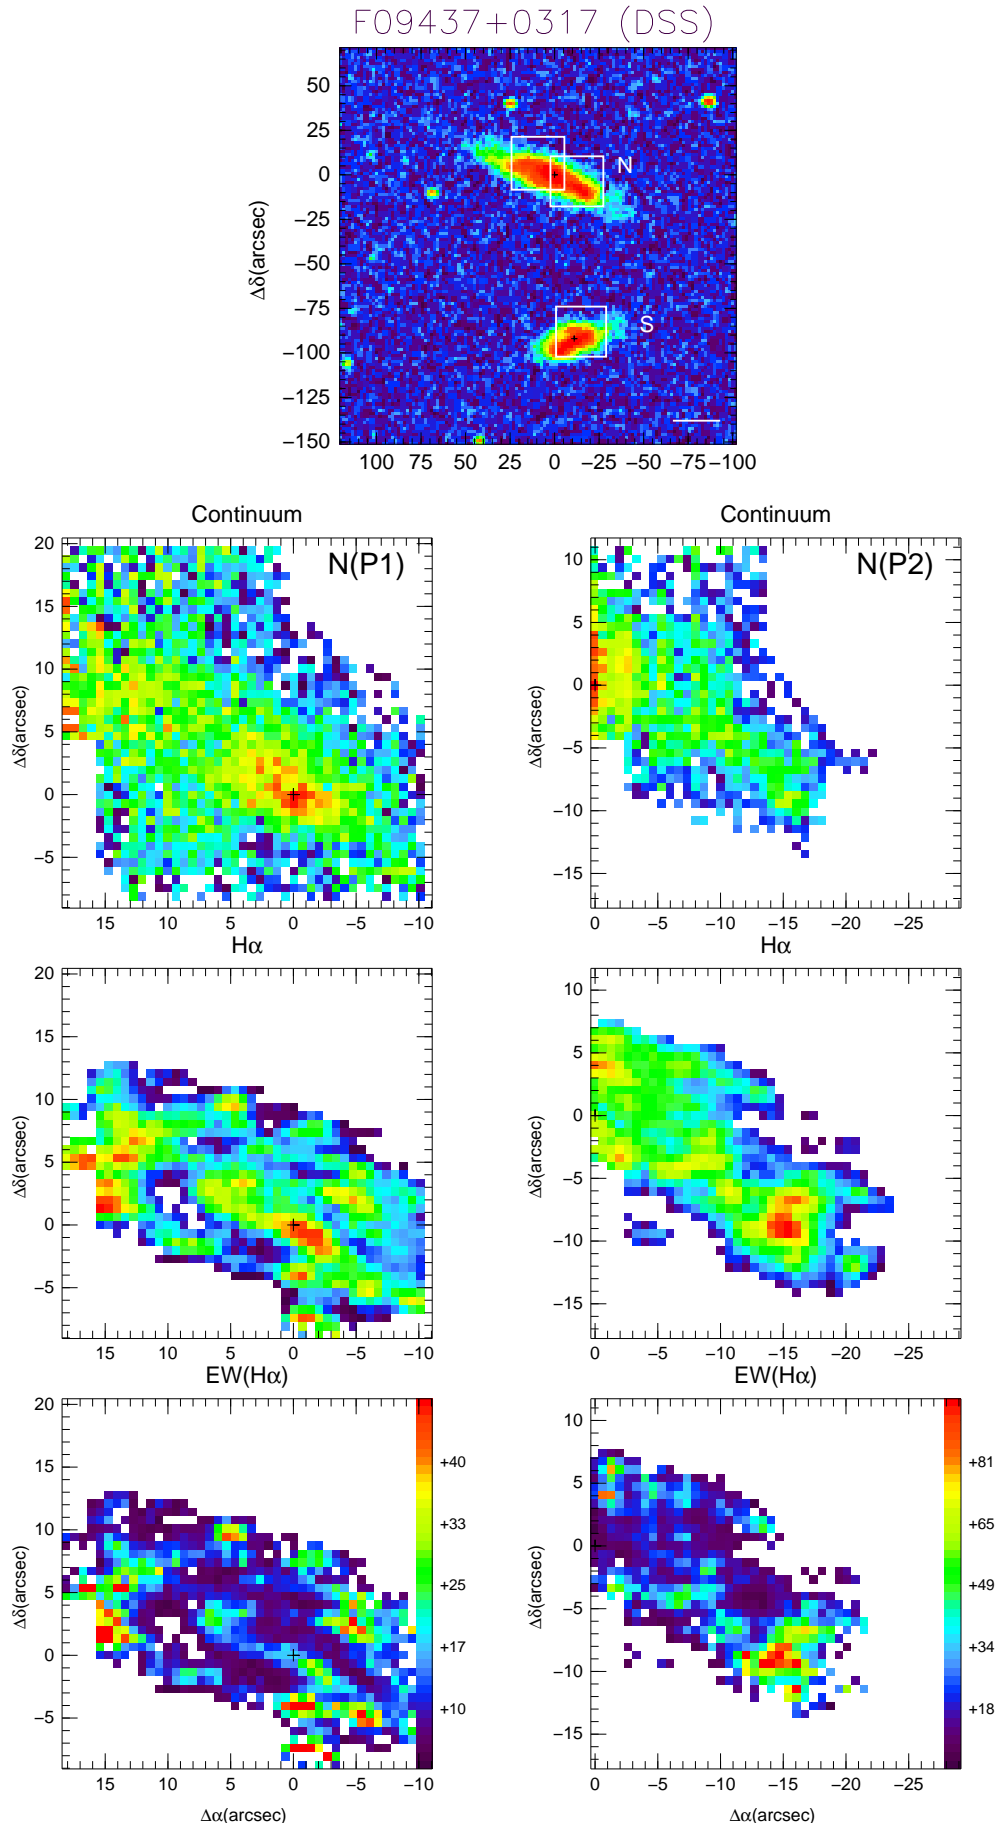 F09437+0317 (DSS)
50
25
0
−25
−50
−75
−100
−125
−150
Δδ(arcsec)
N
S
100 75 50 25 0 −25 −50 −75 −100
Continuum
Continuum
20
15
10
5
0
−5
Δδ(arcsec)
N(P1)
15 10 5 0 −5 −10
10
5
0
−5
−10
−15
Δδ(arcsec)
N(P2)
0 −5 −10 −15 −20 −25
Hα
Hα
20
15
10
5
0
−5
Δδ(arcsec)
15 10 5 0 −5 −10
10
5
0
−5
−10
−15
Δδ(arcsec)
0 −5 −10 −15 −20 −25
EW(Hα)
EW(Hα)
20
15
10
5
0
−5
Δδ(arcsec)
+40
+33
+25
+17
+10
15 10 5 0 −5 −10
Δα(arcsec)
10
5
0
−5
−10
−15
Δδ(arcsec)
+81
+65
+49
+34
+18
0 −5 −10 −15 −20 −25
Δα(arcsec)